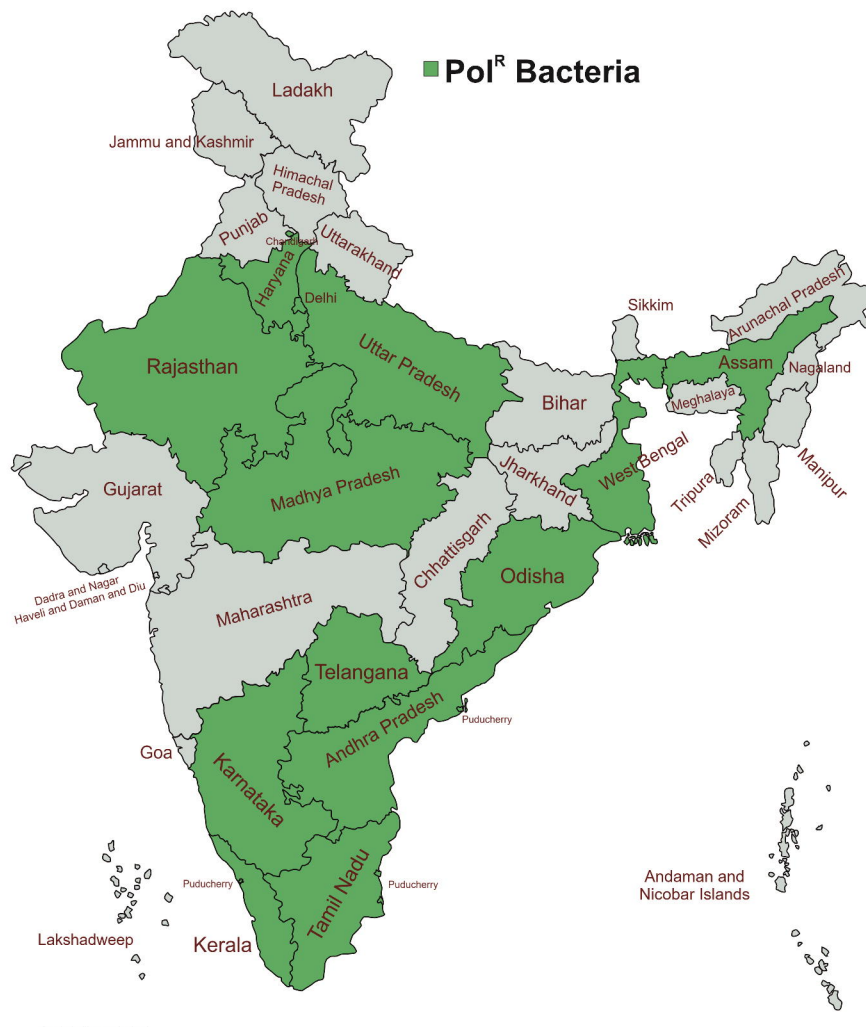 Pol^R Bacteria
Ladakh
Jammu and Kashmir
Himachal
Pradesh
Punjab
Chandigarh
Uttarakhand
Haryana
Delhi
Rajasthan
Uttar Pradesh
Sikkim
Arunachal Pradesh
Assam
Nagaland
Meghalaya
Bihar
Manipur
Tripura
Mizoram
Gujarat
Madhya Pradesh
Jharkhand
West Bengal
Chhattisgarh
Odisha
Dadra and Nagar
Haveli and Daman and Diu
Maharashtra
Telangana
Andhra Pradesh
Puducherry
Goa
Karnataka
Tamil Nadu
Puducherry
Puducherry
Andaman and
Nicobar Islands
Lakshadweep
Kerala